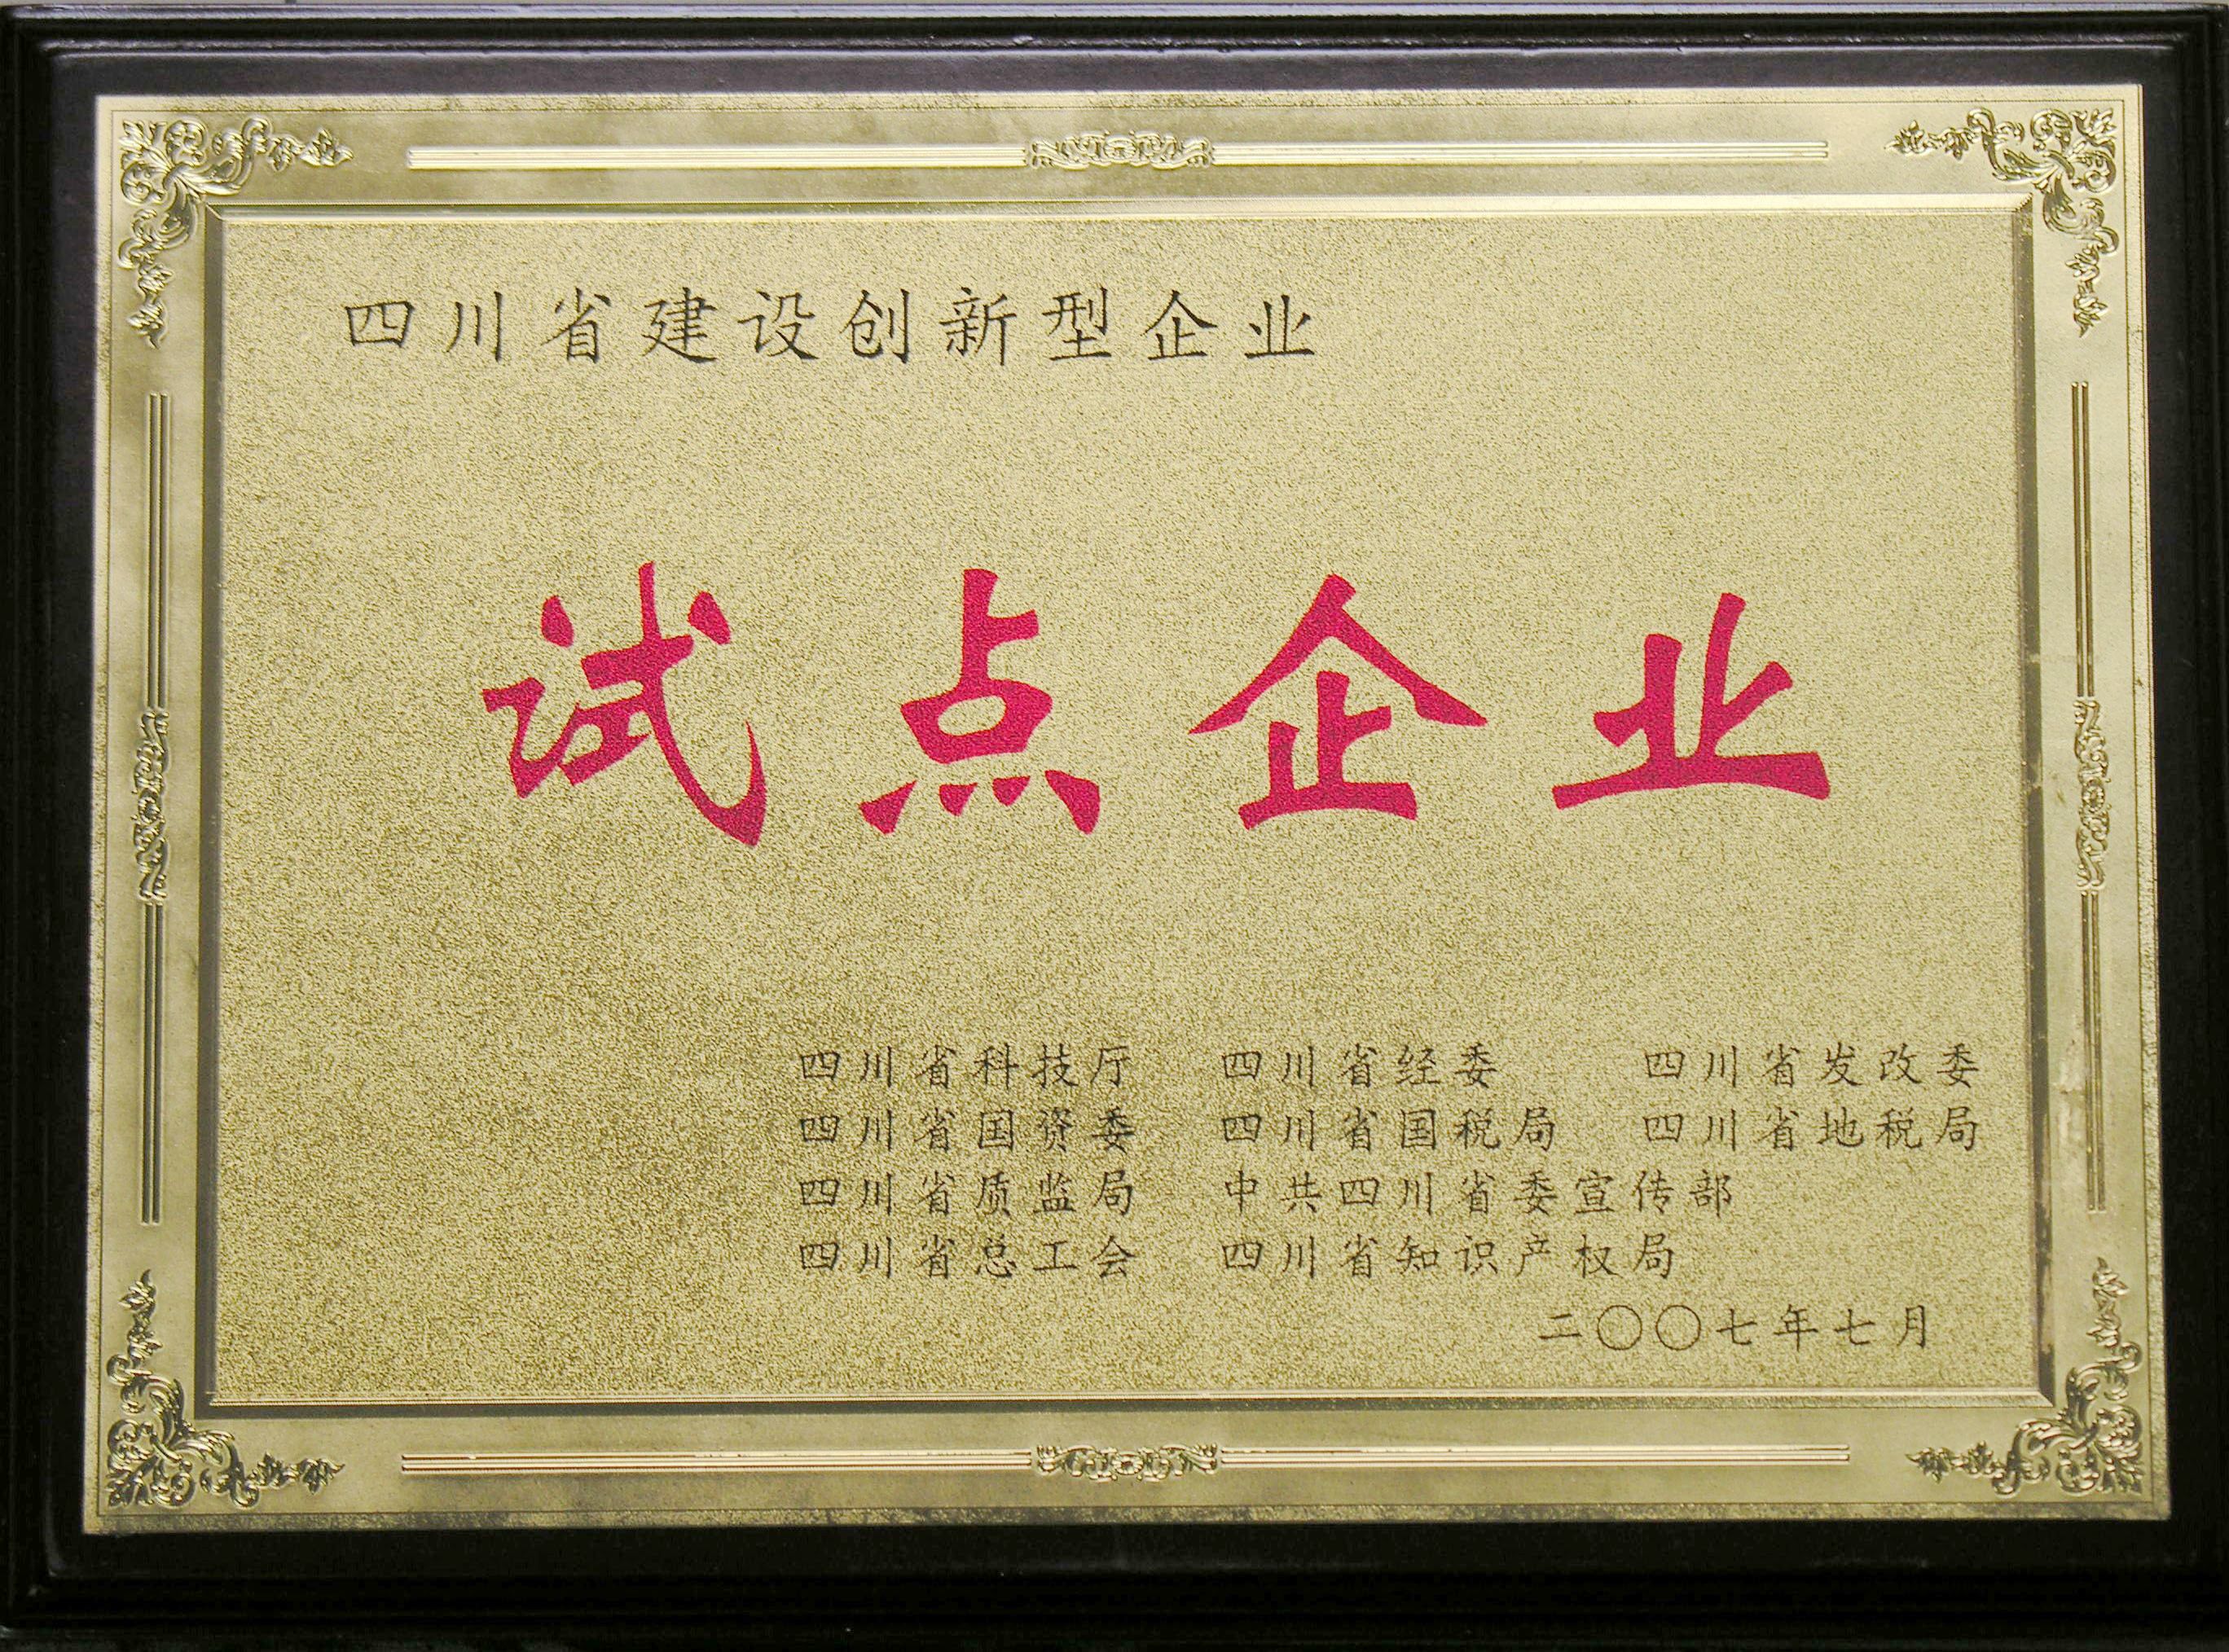 四川省建设创新型企业
试点企业
四川省科技厅 四川省经委 四川省发改委
四川省国资委 四川省国税局 四川省地税局
四川省质监局 中共四川省委宣传部
四川省总工会 四川省知识产权局
二〇〇七年七月